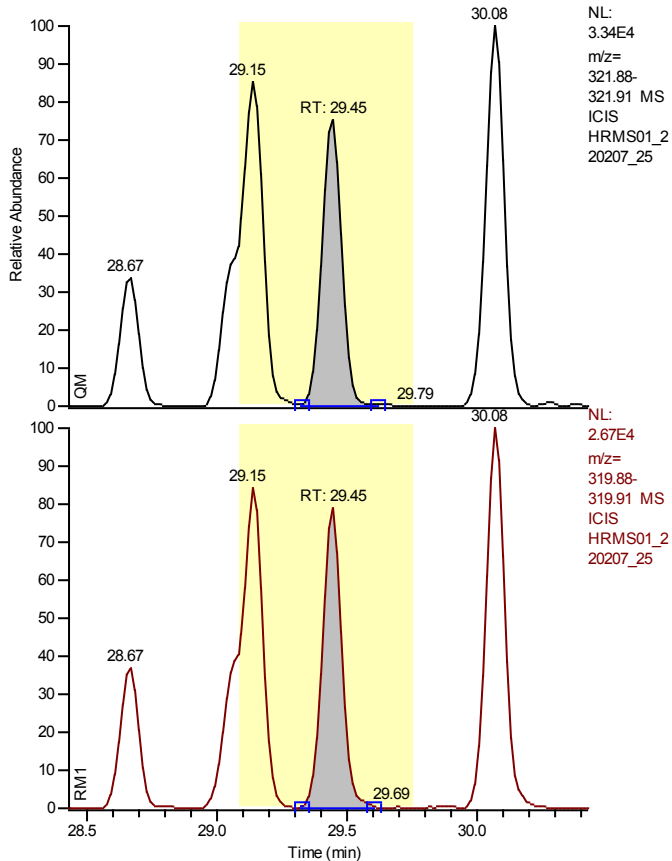 30.08
NL:
3.34E4
m/z=
321.88-
321.91 MS
ICIS
HRMS01_2
20207_25
100
90
80
70
60
50
40
30
20
10
0
Relative Abundance
29.15
RT: 29.45
28.67
29.79
QM
30.08
NL:
2.67E4
m/z=
319.88-
319.91 MS
ICIS
HRMS01_2
20207_25
100
90
80
70
60
50
40
30
20
10
0
29.15
RT: 29.45
28.67
29.69
RM1
28.5 29.0 29.5 30.0
Time (min)